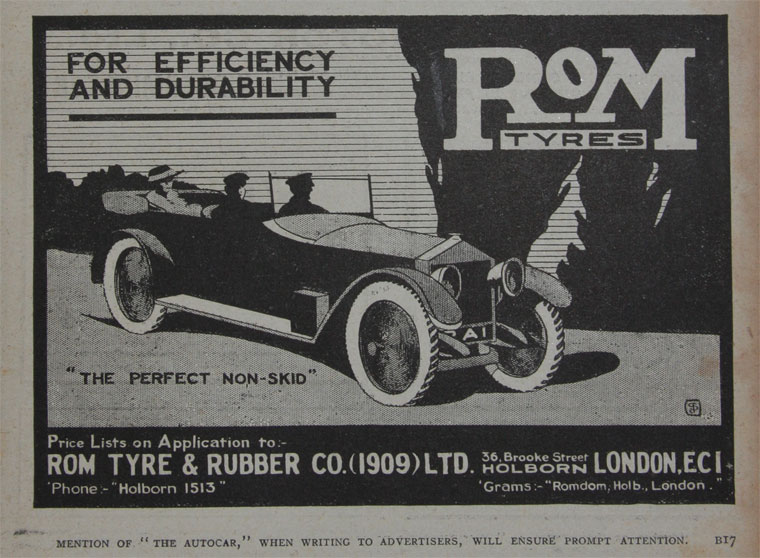 FOR EFFICIENCY
AND DURABILITY
ROM
TYRES
AI
"THE PERFECT NON-SKID"
Price Lists on Application to:-
ROM TYRE & RUBBER CO. (1909) LTD. 36, Brooke Street HOLBORN LONDON, EC1
'Phone:- "Holborn 1513" 'Grams:- "Romdom, Holb., London."
MENTION OF "THE AUTOCAR," WHEN WRITING TO ADVERTISERS, WILL ENSURE PROMPT ATTENTION. B17